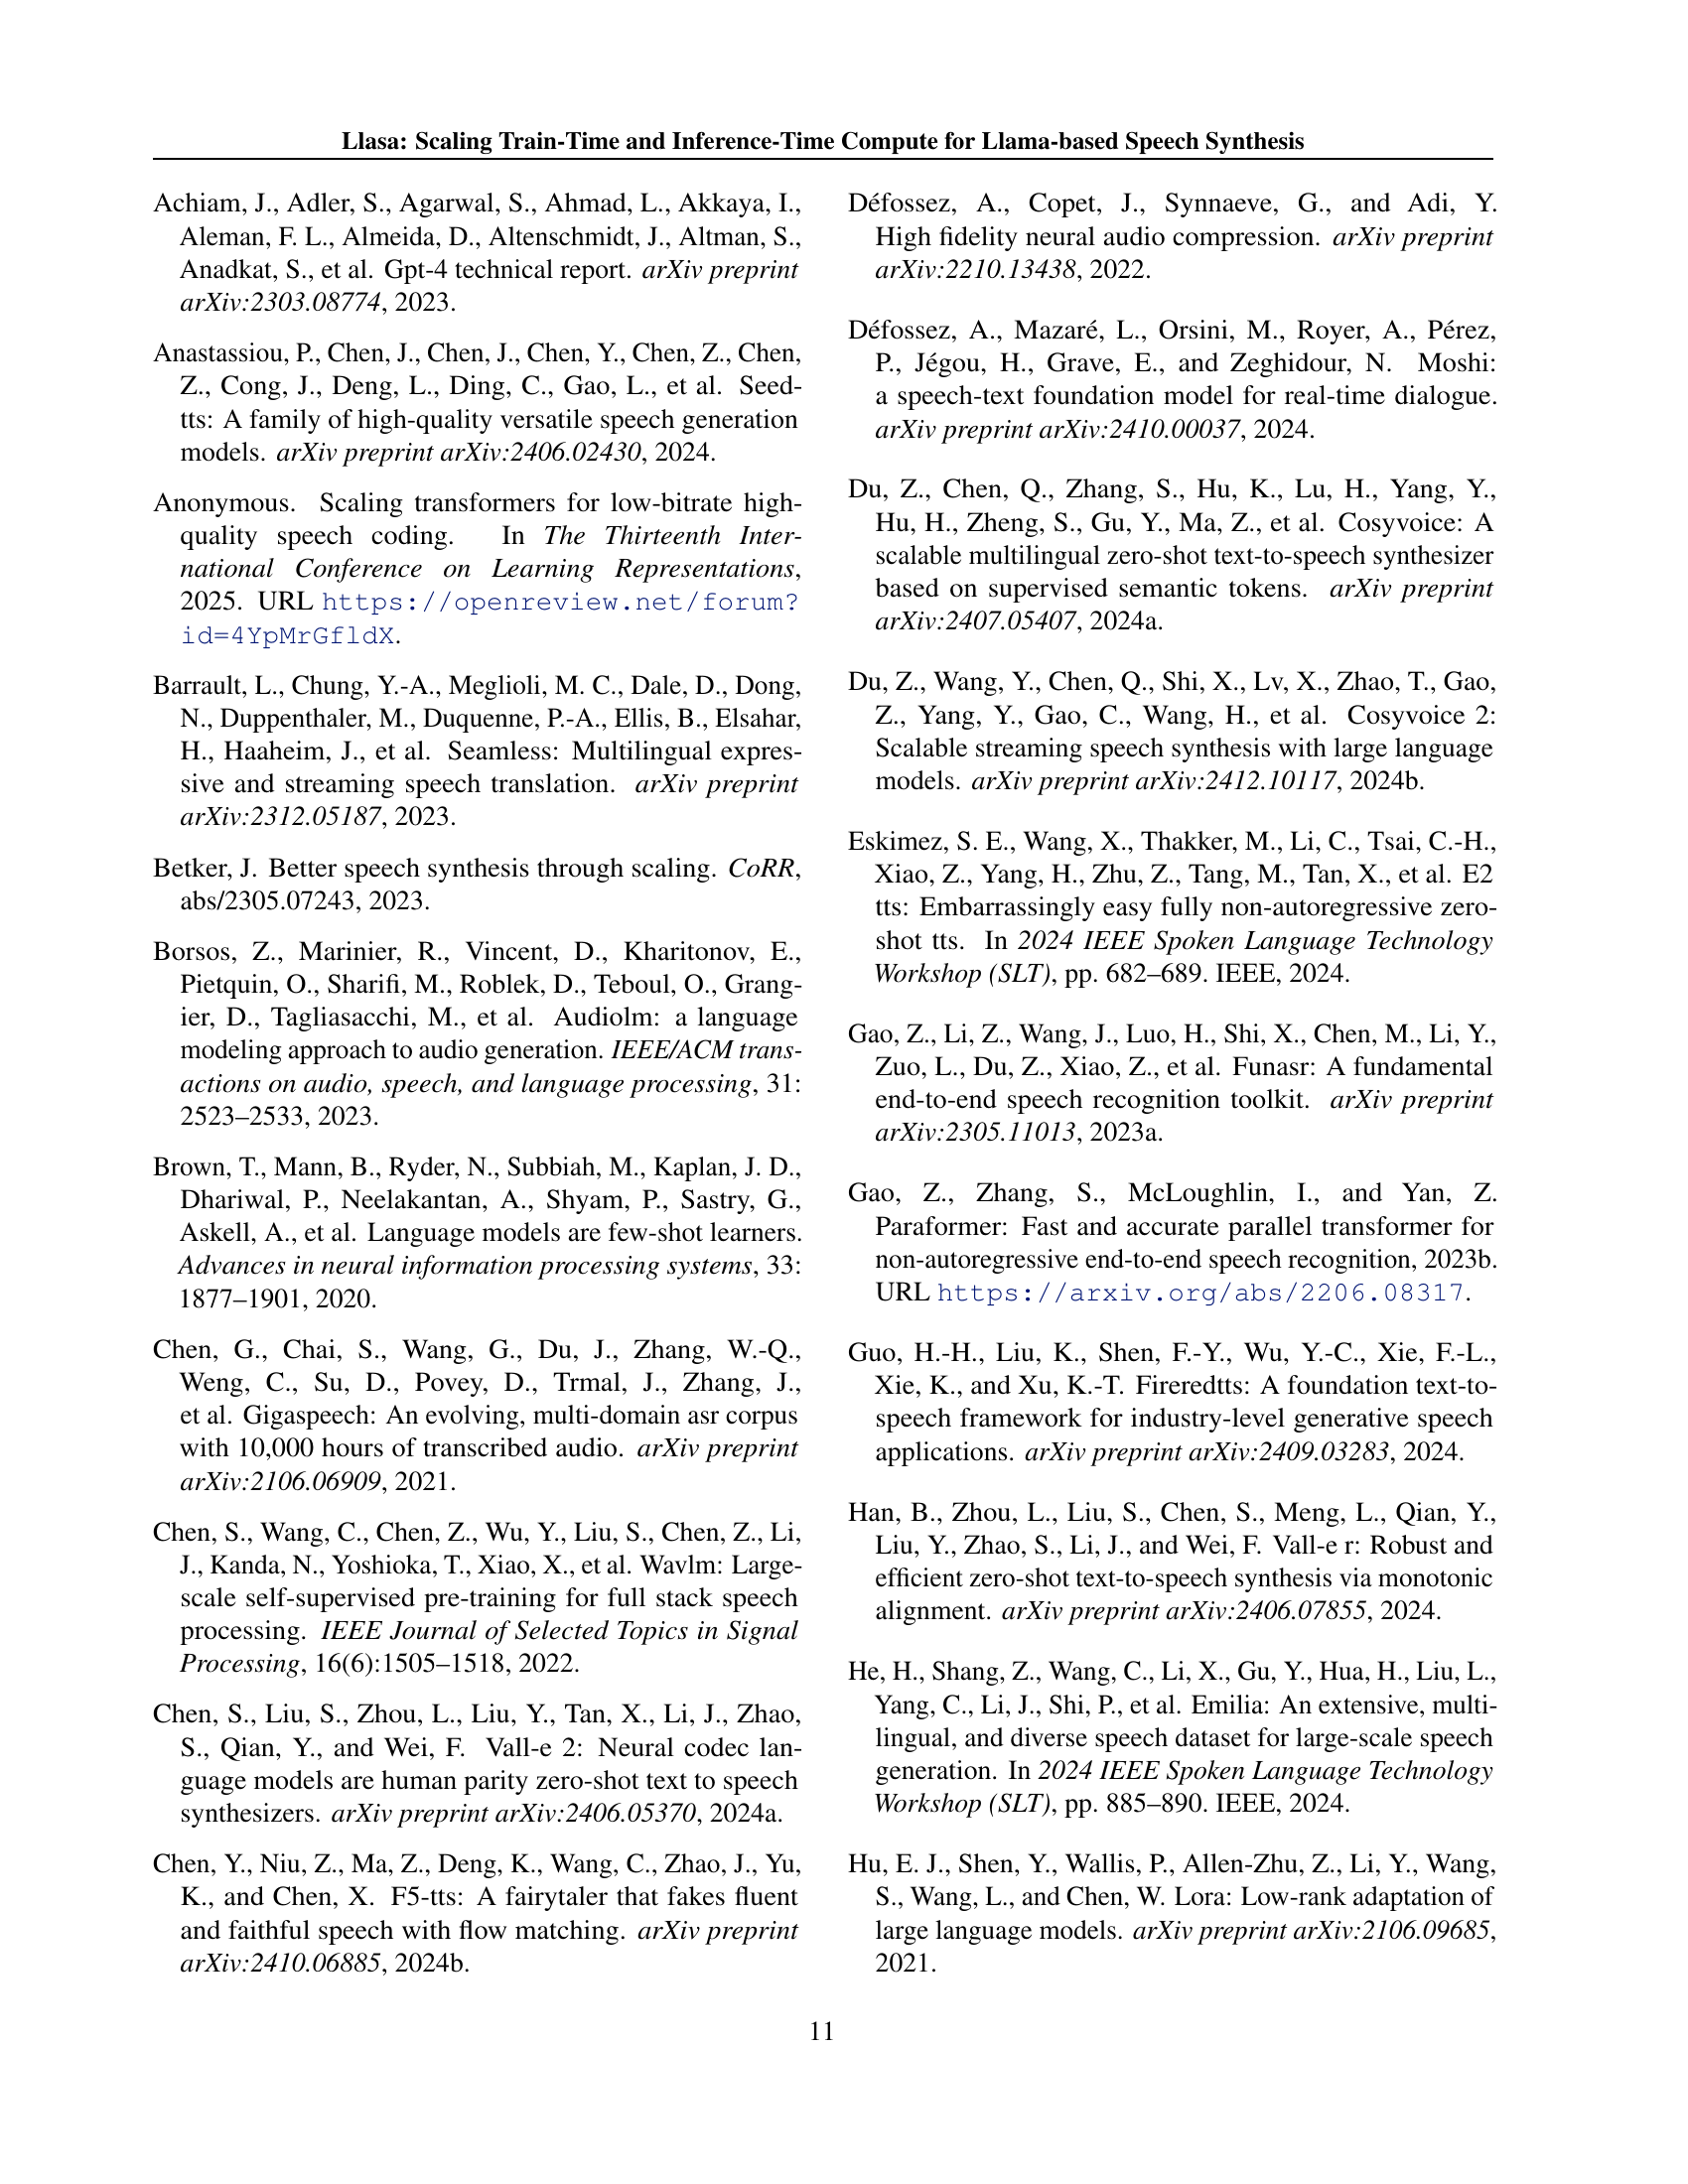 Llasa: Scaling Train-Time and Inference-Time Compute for Llama-based Speech Synthesis
Achiam, J., Adler, S., Agarwal, S., Ahmad, L., Akkaya, I.,
Aleman, F. L., Almeida, D., Altenschmidt, J., Altman, S.,
Anadkat, S., et al. Gpt-4 technical report. arXiv preprint
arXiv:2303.08774, 2023.
Anastassiou, P., Chen, J., Chen, J., Chen, Y., Chen, Z., Chen,
Z., Cong, J., Deng, L., Ding, C., Gao, L., et al. Seed-
tts: A family of high-quality versatile speech generation
models. arXiv preprint arXiv:2406.02430, 2024.
Anonymous. Scaling transformers for low-bitrate high-
quality speech coding. In The Thirteenth Inter-
national Conference on Learning Representations,
2025. URL https://openreview.net/forum?
id=4YpMrGfldX.
Barrault, L., Chung, Y.-A., Meglioli, M. C., Dale, D., Dong,
N., Duppenthaler, M., Duquenne, P.-A., Ellis, B., Elsahar,
H., Haaheim, J., et al. Seamless: Multilingual expres-
sive and streaming speech translation. arXiv preprint
arXiv:2312.05187, 2023.
Betker, J. Better speech synthesis through scaling. CoRR,
abs/2305.07243, 2023.
Borsos, Z., Marinier, R., Vincent, D., Kharitonov, E.,
Pietquin, O., Sharifi, M., Roblek, D., Teboul, O., Grang-
ier, D., Tagliasacchi, M., et al. Audiolm: a language
modeling approach to audio generation. IEEE/ACM trans-
actions on audio, speech, and language processing, 31:
2523–2533, 2023.
Brown, T., Mann, B., Ryder, N., Subbiah, M., Kaplan, J. D.,
Dhariwal, P., Neelakantan, A., Shyam, P., Sastry, G.,
Askell, A., et al. Language models are few-shot learners.
Advances in neural information processing systems, 33:
1877–1901, 2020.
Chen, G., Chai, S., Wang, G., Du, J., Zhang, W.-Q.,
Weng, C., Su, D., Povey, D., Trmal, J., Zhang, J.,
et al. Gigaspeech: An evolving, multi-domain asr corpus
with 10,000 hours of transcribed audio. arXiv preprint
arXiv:2106.06909, 2021.
Chen, S., Wang, C., Chen, Z., Wu, Y., Liu, S., Chen, Z., Li,
J., Kanda, N., Yoshioka, T., Xiao, X., et al. Wavlm: Large-
scale self-supervised pre-training for full stack speech
processing. IEEE Journal of Selected Topics in Signal
Processing, 16(6):1505–1518, 2022.
Chen, S., Liu, S., Zhou, L., Liu, Y., Tan, X., Li, J., Zhao,
S., Qian, Y., and Wei, F. Vall-e 2: Neural codec lan-
guage models are human parity zero-shot text to speech
synthesizers. arXiv preprint arXiv:2406.05370, 2024a.
Chen, Y., Niu, Z., Ma, Z., Deng, K., Wang, C., Zhao, J., Yu,
K., and Chen, X. F5-tts: A fairytaler that fakes fluent
and faithful speech with flow matching. arXiv preprint
arXiv:2410.06885, 2024b.
Défossez, A., Copet, J., Synnaeve, G., and Adi, Y.
High fidelity neural audio compression. arXiv preprint
arXiv:2210.13438, 2022.
Défossez, A., Mazaré, L., Orsini, M., Royer, A., Pérez,
P., Jégou, H., Grave, E., and Zeghidour, N. Moshi:
a speech-text foundation model for real-time dialogue.
arXiv preprint arXiv:2410.00037, 2024.
Du, Z., Chen, Q., Zhang, S., Hu, K., Lu, H., Yang, Y.,
Hu, H., Zheng, S., Gu, Y., Ma, Z., et al. Cosyvoice: A
scalable multilingual zero-shot text-to-speech synthesizer
based on supervised semantic tokens. arXiv preprint
arXiv:2407.05407, 2024a.
Du, Z., Wang, Y., Chen, Q., Shi, X., Lv, X., Zhao, T., Gao,
Z., Yang, Y., Gao, C., Wang, H., et al. Cosyvoice 2:
Scalable streaming speech synthesis with large language
models. arXiv preprint arXiv:2412.10117, 2024b.
Eskimez, S. E., Wang, X., Thakker, M., Li, C., Tsai, C.-H.,
Xiao, Z., Yang, H., Zhu, Z., Tang, M., Tan, X., et al. E2
tts: Embarrassingly easy fully non-autoregressive zero-
shot tts. In 2024 IEEE Spoken Language Technology
Workshop (SLT), pp. 682–689. IEEE, 2024.
Gao, Z., Li, Z., Wang, J., Luo, H., Shi, X., Chen, M., Li, Y.,
Zuo, L., Du, Z., Xiao, Z., et al. Funasr: A fundamental
end-to-end speech recognition toolkit. arXiv preprint
arXiv:2305.11013, 2023a.
Gao, Z., Zhang, S., McLoughlin, I., and Yan, Z.
Paraformer: Fast and accurate parallel transformer for
non-autoregressive end-to-end speech recognition, 2023b.
URL https://arxiv.org/abs/2206.08317.
Guo, H.-H., Liu, K., Shen, F.-Y., Wu, Y.-C., Xie, F.-L.,
Xie, K., and Xu, K.-T. Fireredtts: A foundation text-to-
speech framework for industry-level generative speech
applications. arXiv preprint arXiv:2409.03283, 2024.
Han, B., Zhou, L., Liu, S., Chen, S., Meng, L., Qian, Y.,
Liu, Y., Zhao, S., Li, J., and Wei, F. Vall-e r: Robust and
efficient zero-shot text-to-speech synthesis via monotonic
alignment. arXiv preprint arXiv:2406.07855, 2024.
He, H., Shang, Z., Wang, C., Li, X., Gu, Y., Hua, H., Liu, L.,
Yang, C., Li, J., Shi, P., et al. Emilia: An extensive, multi-
lingual, and diverse speech dataset for large-scale speech
generation. In 2024 IEEE Spoken Language Technology
Workshop (SLT), pp. 885–890. IEEE, 2024.
Hu, E. J., Shen, Y., Wallis, P., Allen-Zhu, Z., Li, Y., Wang,
S., Wang, L., and Chen, W. Lora: Low-rank adaptation of
large language models. arXiv preprint arXiv:2106.09685,
2021.
11